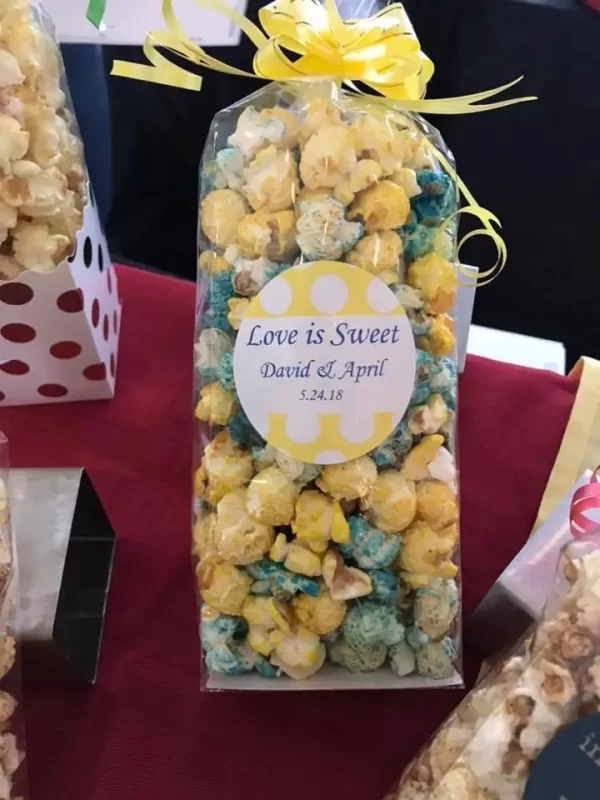 Love is Sweet
David & April
5.24.18